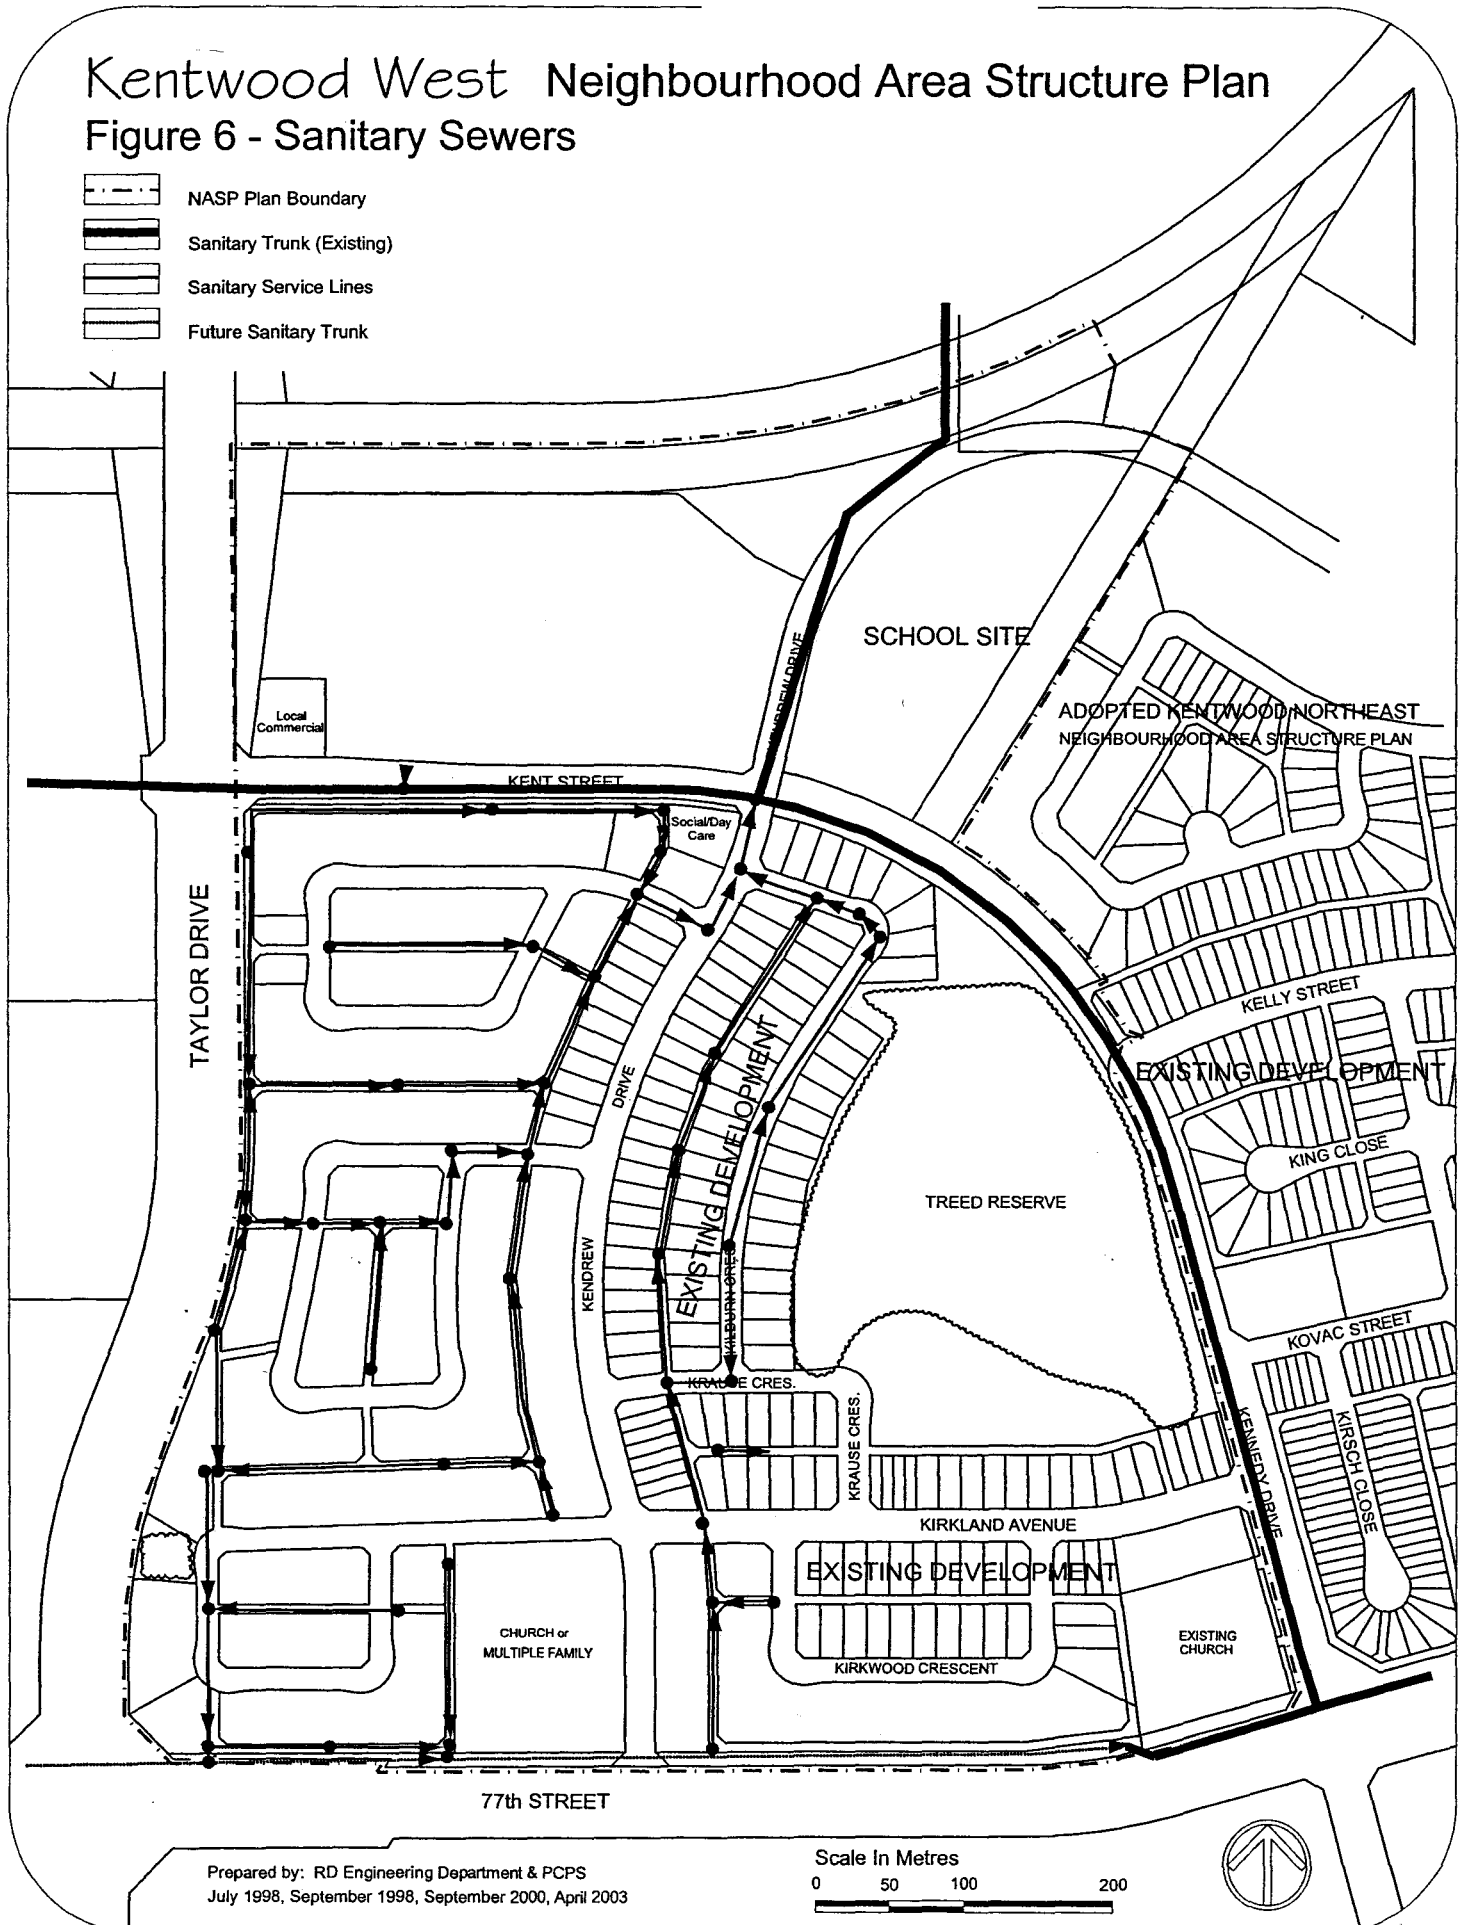 Kentwood West Neighbourhood Area Structure Plan
Figure 6 - Sanitary Sewers
NASP Plan Boundary
Sanitary Trunk (Existing)
Sanitary Service Lines
Future Sanitary Trunk
SCHOOL SITE
DRIVE
Local
Commercial
ADOPTED KENTWOOD NORTHEAST
NEIGHBOURHOOD AREA STRUCTURE PLAN
KENT STREET
Social/Day
Care
TAYLOR DRIVE
KELLY STREET
EXISTING DEVELOPMENT
EXISTING DEVELOPMENT
DRIVE
KING CLOSE
TREED RESERVE
KENDREW
KILBURN CRES.
KOVAC STREET
KRAUSE CRES.
KRAUSE CRES.
KENNEDY DRIVE
KIRSCH CLOSE
KIRKLAND AVENUE
EXISTING DEVELOPMENT
CHURCH or
MULTIPLE FAMILY
EXISTING
CHURCH
KIRKWOOD CRESCENT
77th STREET
Prepared by: RD Engineering Department & PCPS
July 1998, September 1998, September 2000, April 2003
Scale In Metres
0 50 100 200